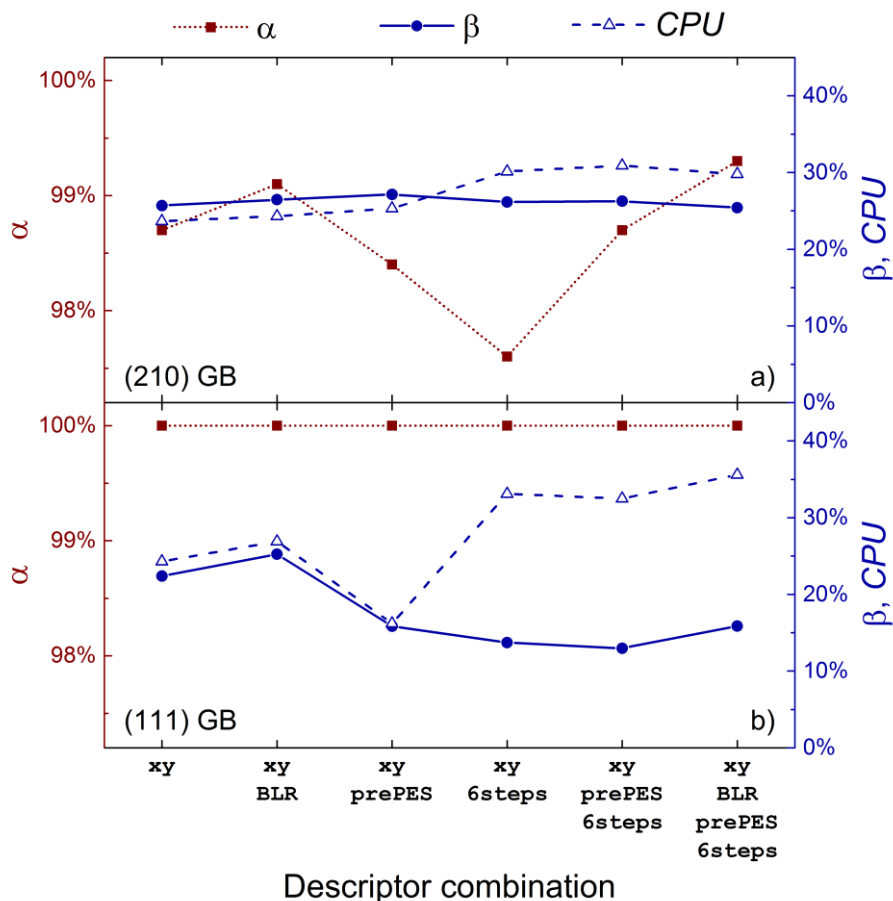 α β CPU
100%
99%
98%
α
40%
30%
20%
10%
0%
β, CPU
(210) GB a)
100%
99%
98%
α
40%
30%
20%
10%
0%
β, CPU
(111) GB b)
xy xy xy xy xy xy
BLR prePES 6steps prePES BLR
6steps prePES
6steps
Descriptor combination